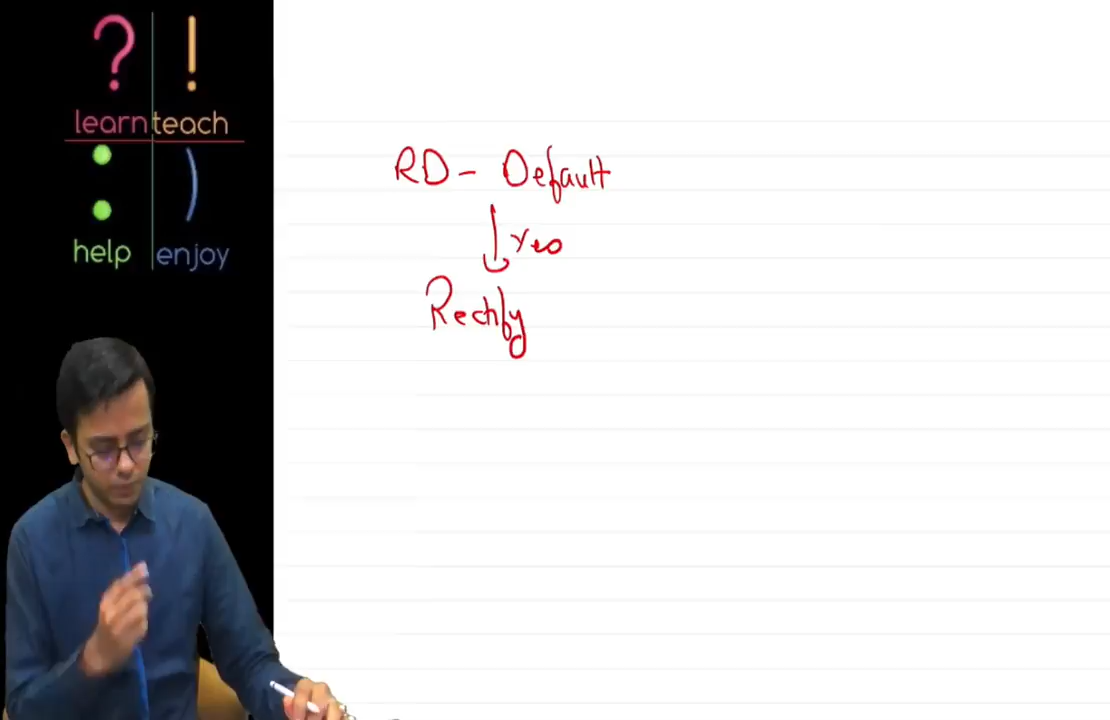 ? !
learn teach
: )
help enjoy
RD - Default
Yes
Rectify